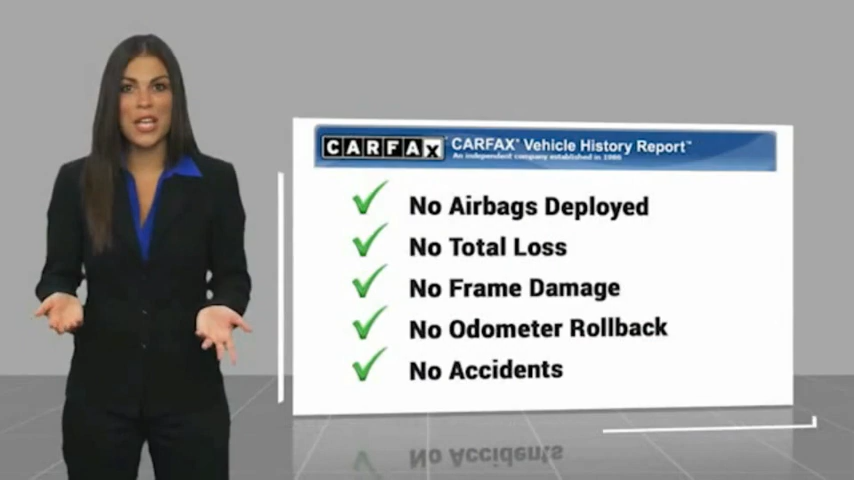 CARFAX CARFAX™ Vehicle History Report™
An independent company established in 1986
No Airbags Deployed
No Total Loss
No Frame Damage
No Odometer Rollback
No Accidents
No Accidents